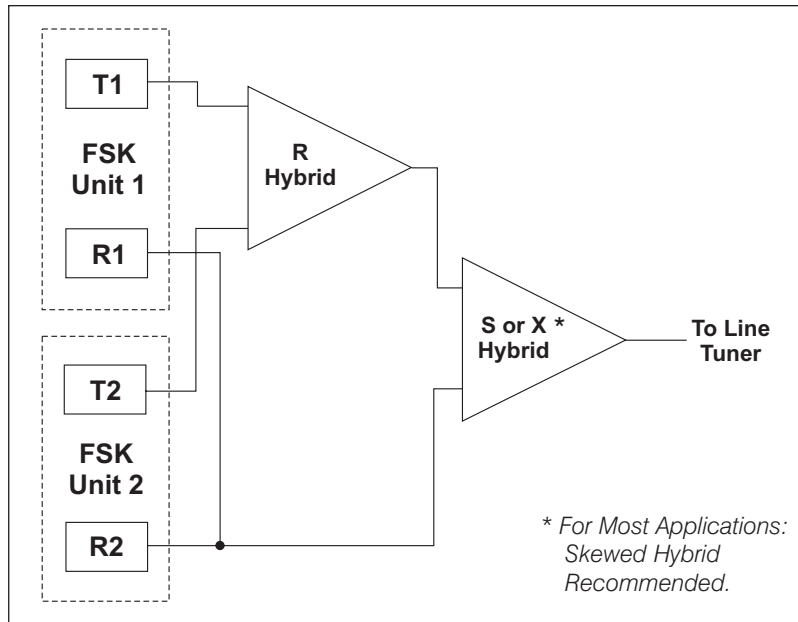 T1
FSK
Unit 1
R1
R
Hybrid
T2
FSK
Unit 2
R2
S or X *
Hybrid
To Line
Tuner
* For Most Applications:
Skewed Hybrid
Recommended.